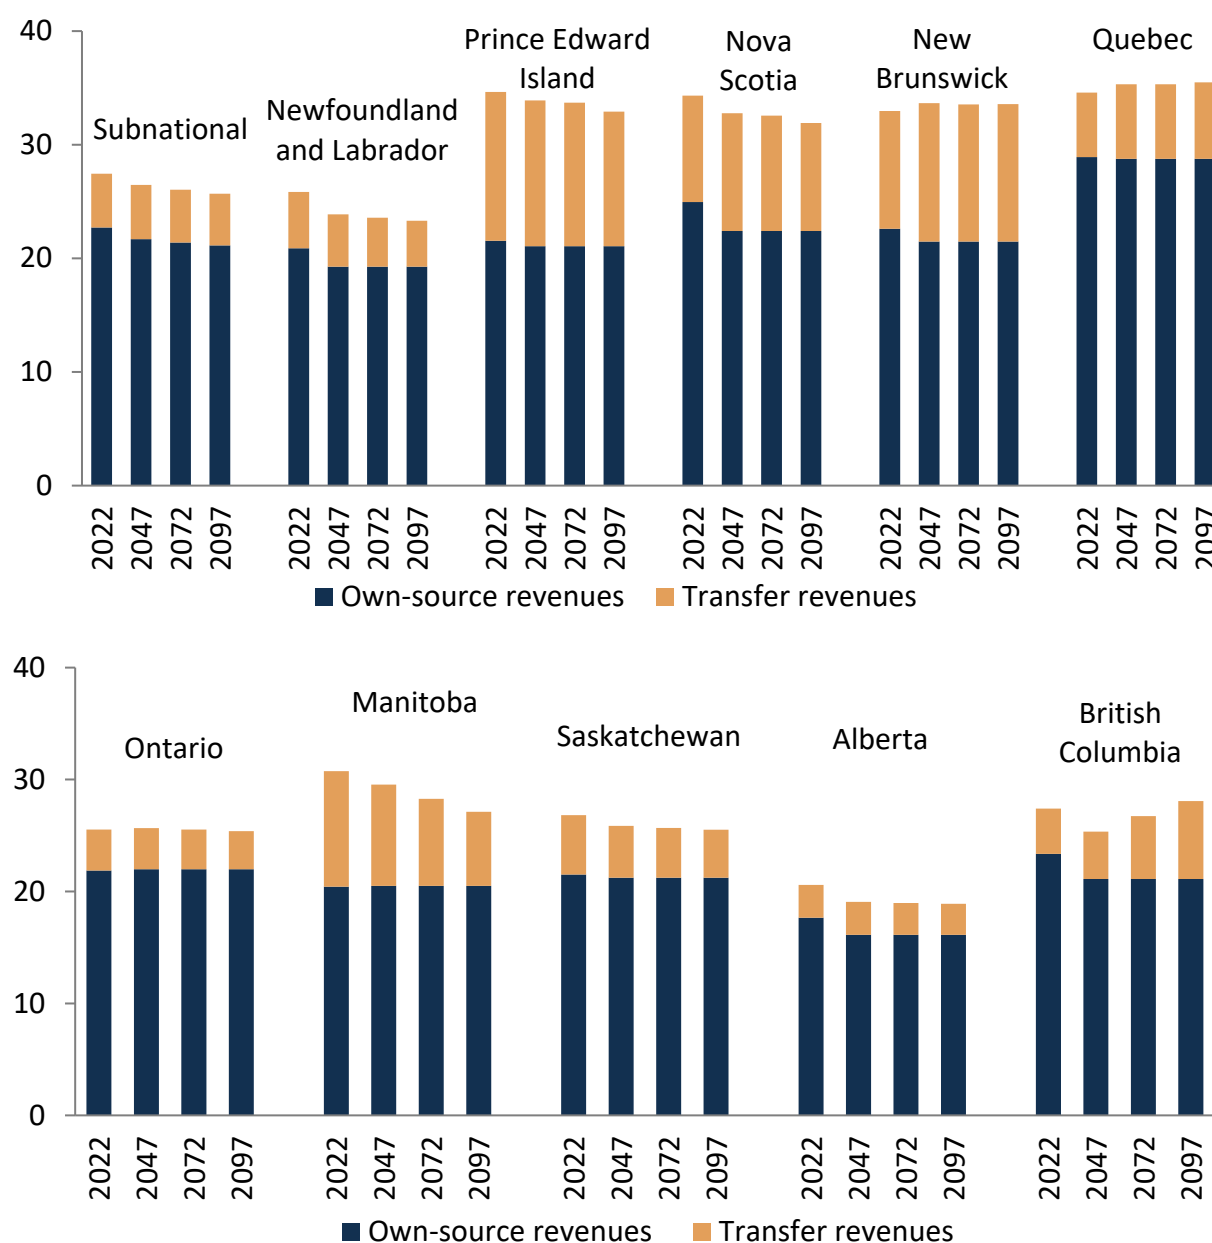 40
30
20
10
0
Subnational
Newfoundland
and Labrador
Prince Edward
Island
Nova
Scotia
New
Brunswick
Quebec
2022 2047 2072 2097 2022 2047 2072 2097 2022 2047 2072 2097 2022 2047 2072 2097 2022 2047 2072 2097 2022 2047 2072 2097
Own-source revenues Transfer revenues
40
30
20
10
0
Ontario
Manitoba
Saskatchewan
Alberta
British
Columbia
2022 2047 2072 2097 2022 2047 2072 2097 2022 2047 2072 2097 2022 2047 2072 2097 2022 2047 2072 2097
Own-source revenues Transfer revenues